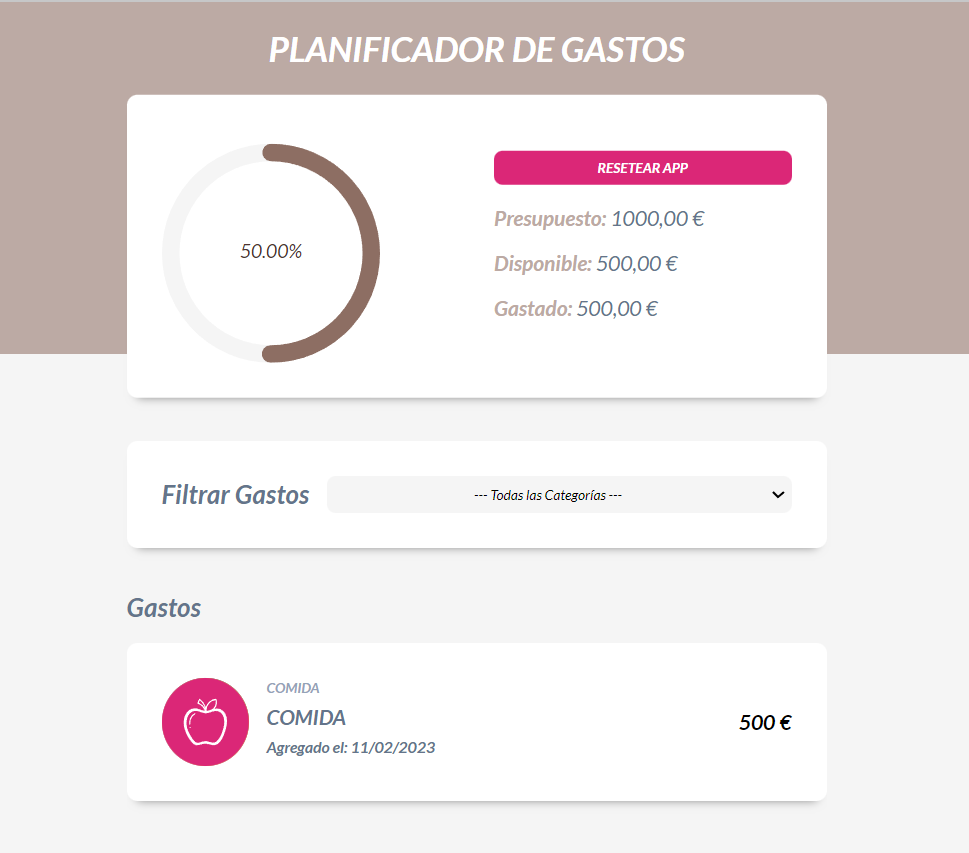 PLANIFICADOR DE GASTOS
50.00%
RESETEAR APP
Presupuesto: 1000,00 €
Disponible: 500,00 €
Gastado: 500,00 €
Filtrar Gastos
--- Todas las Categorías ---
Gastos
COMIDA
COMIDA
Agregado el: 11/02/2023
500 €